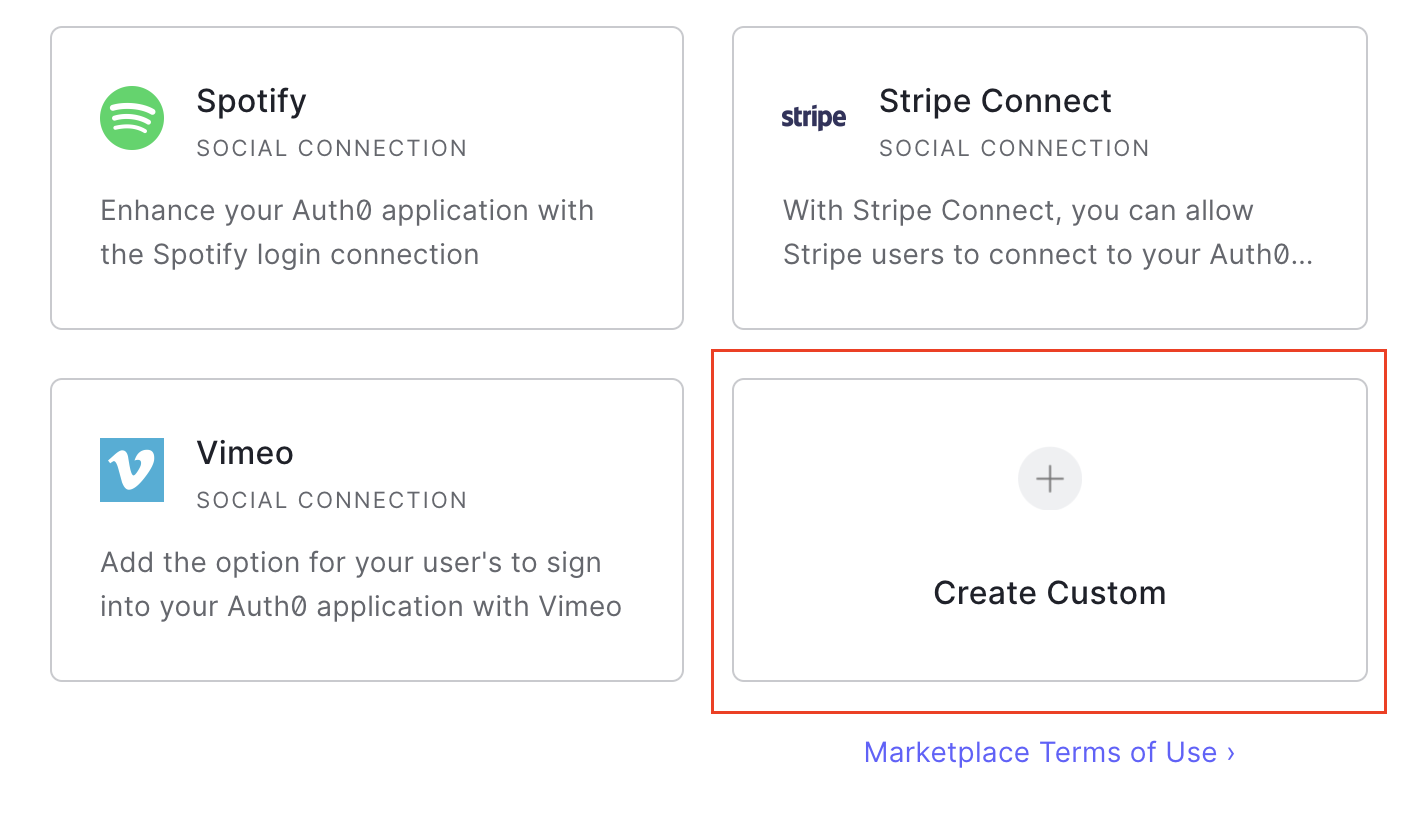 Spotify
SOCIAL CONNECTION
Enhance your Auth0 application with
the Spotify login connection
stripe
Stripe Connect
SOCIAL CONNECTION
With Stripe Connect, you can allow
Stripe users to connect to your Auth0...
Vimeo
SOCIAL CONNECTION
Add the option for your user's to sign
into your Auth0 application with Vimeo
Create Custom
Marketplace Terms of Use ›